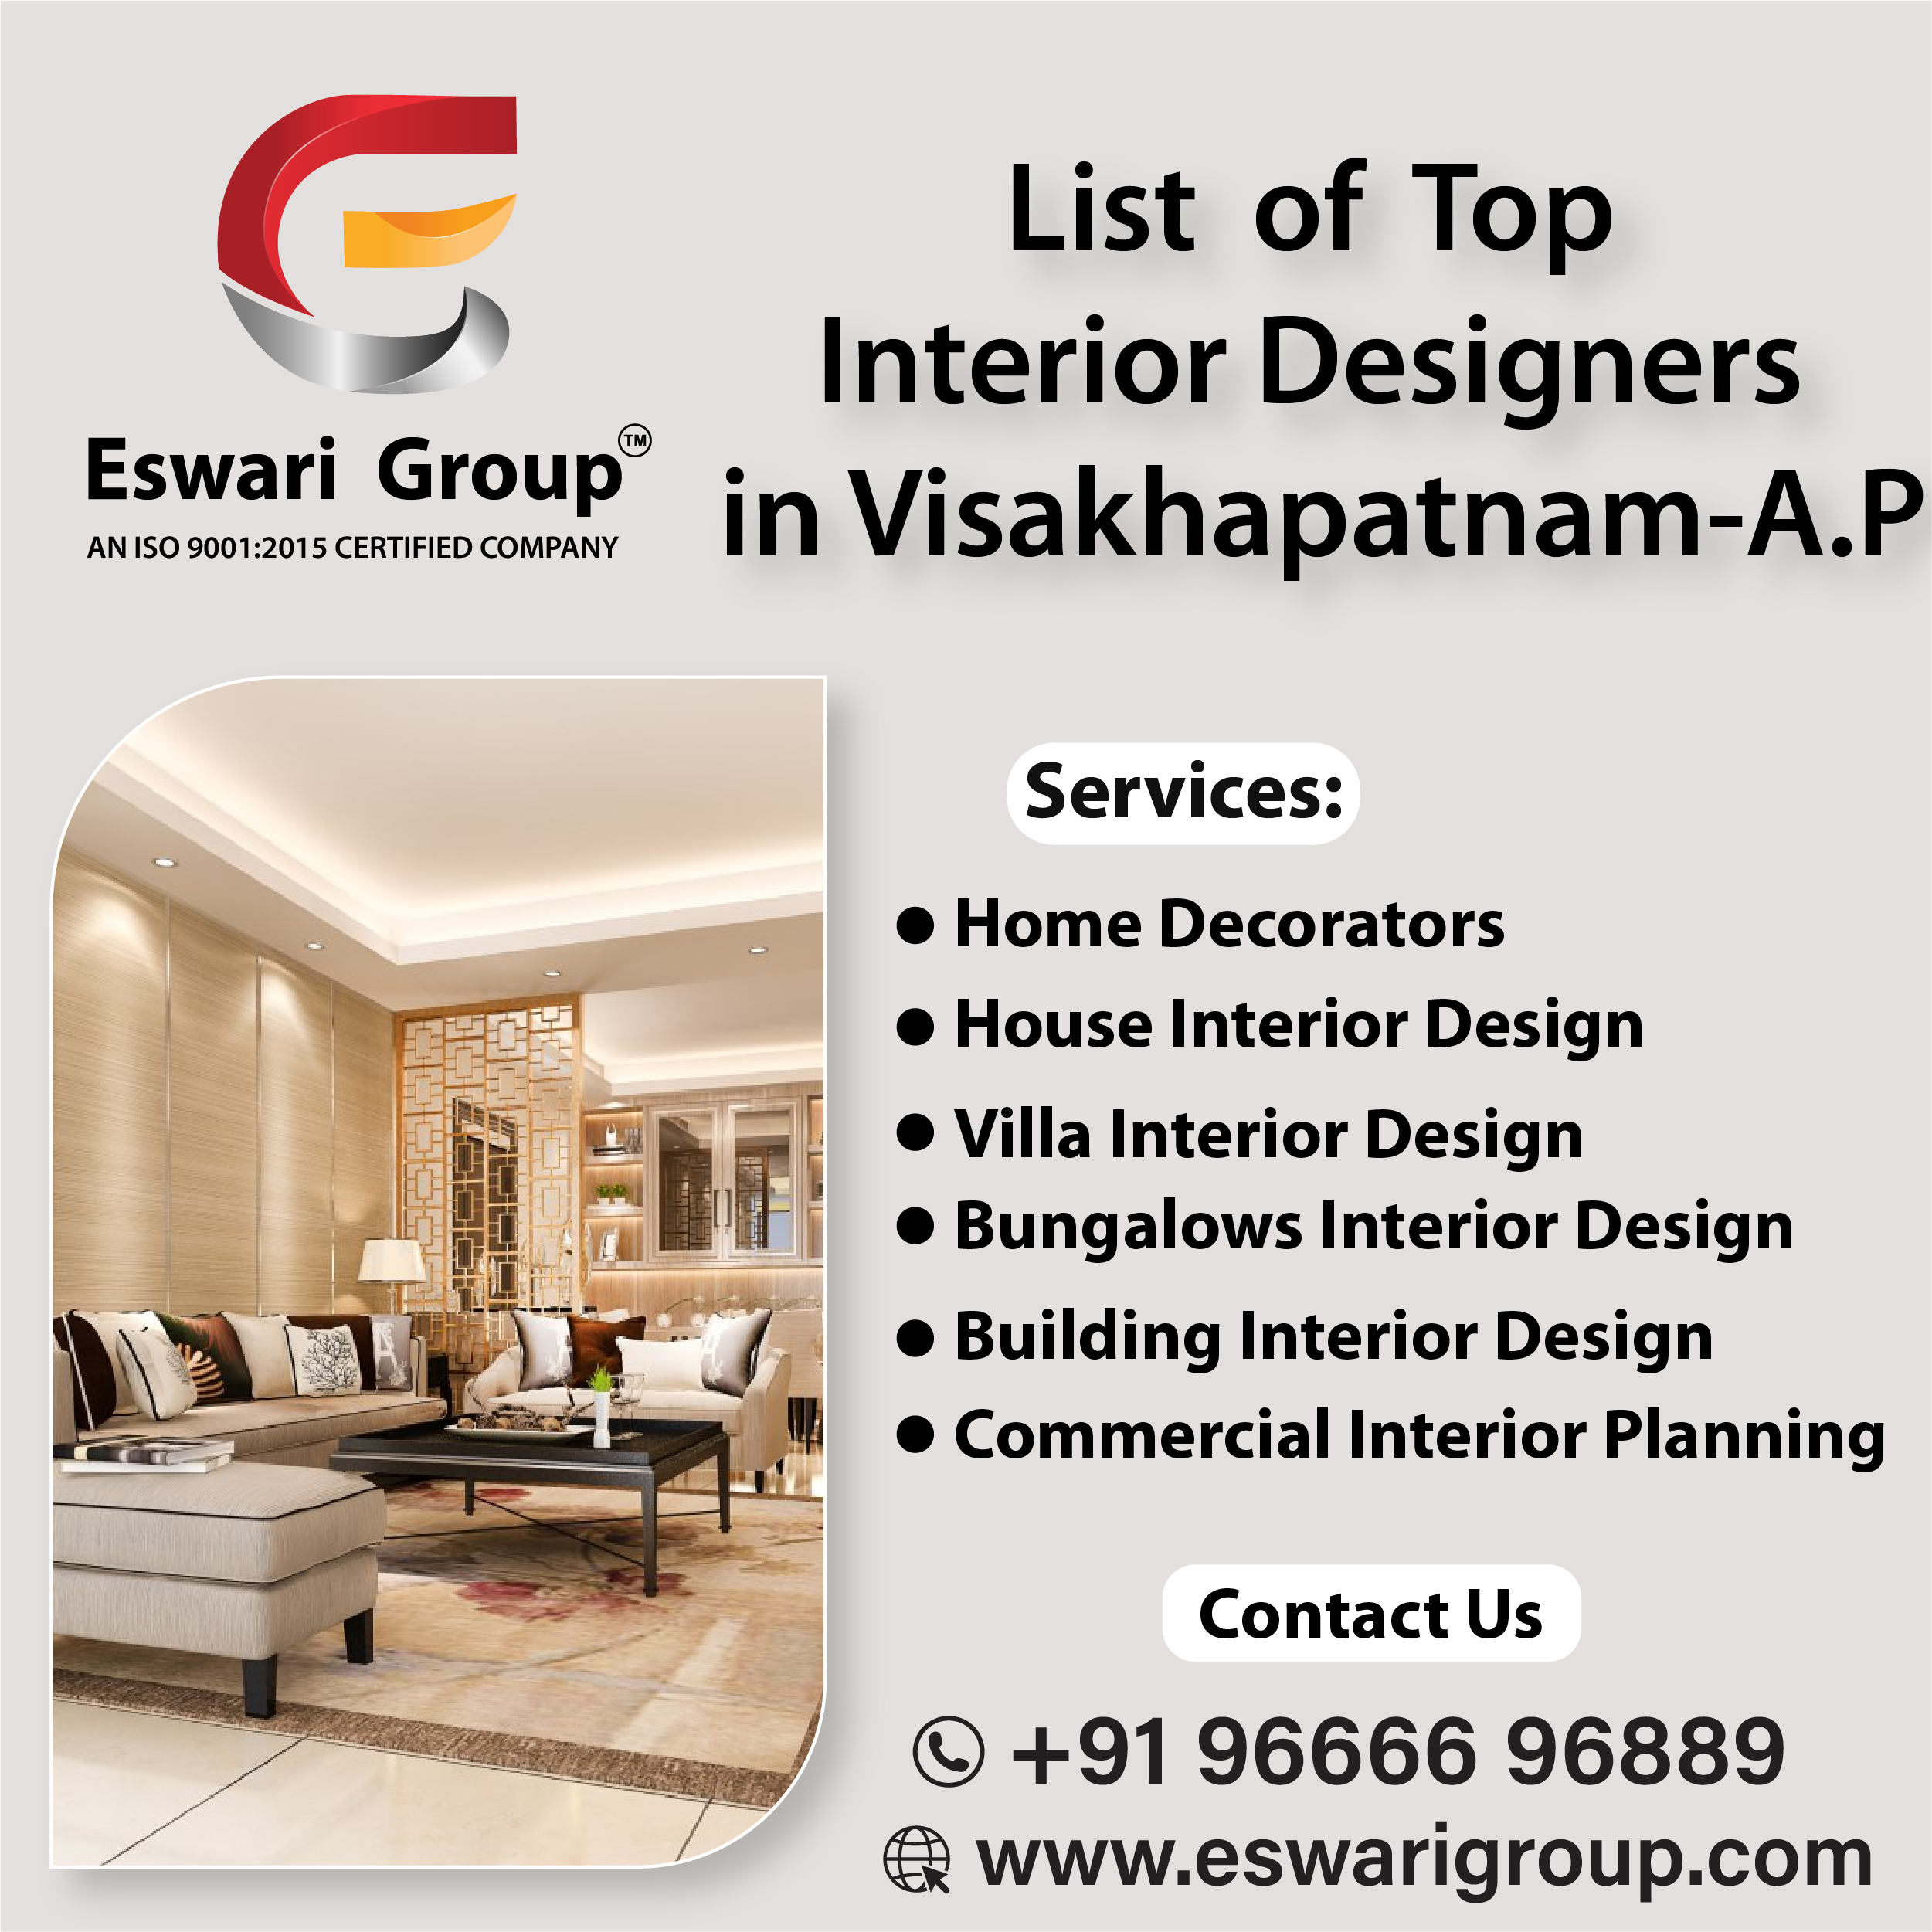 Eswari Group™
AN ISO 9001:2015 CERTIFIED COMPANY
List of Top
Interior Designers
in Visakhapatnam-A.P
Services:
● Home Decorators
● House Interior Design
● Villa Interior Design
● Bungalows Interior Design
● Building Interior Design
● Commercial Interior Planning
Contact Us
+91 96666 96889
www.eswarigroup.com